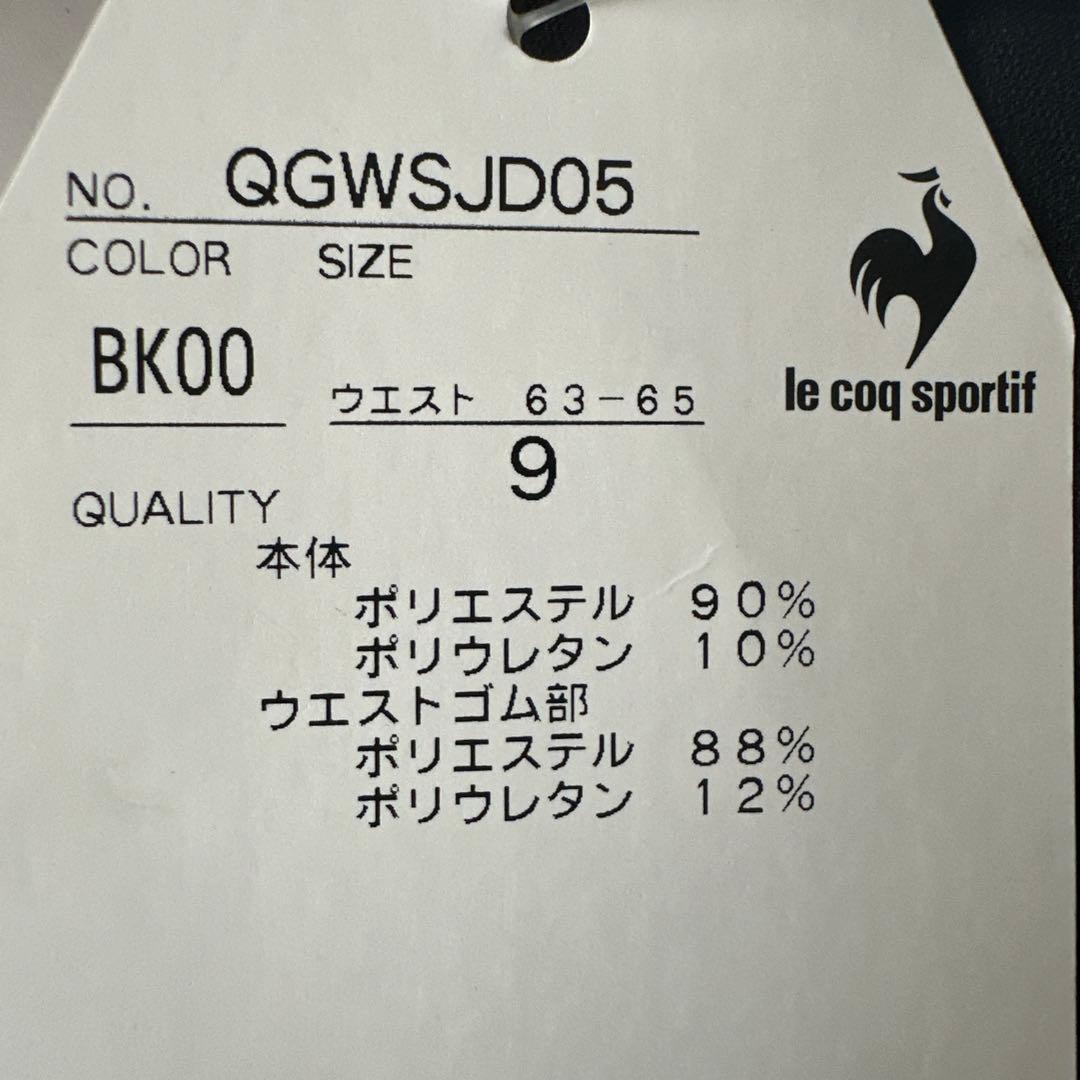 NO. QGWSJD05
COLOR SIZE
BK00
ウエスト 63-65
9
le coq sportif
QUALITY
本体
ポリエステル 90%
ポリウレタン 10%
ウエストゴム部
ポリエステル 88%
ポリウレタン 12%